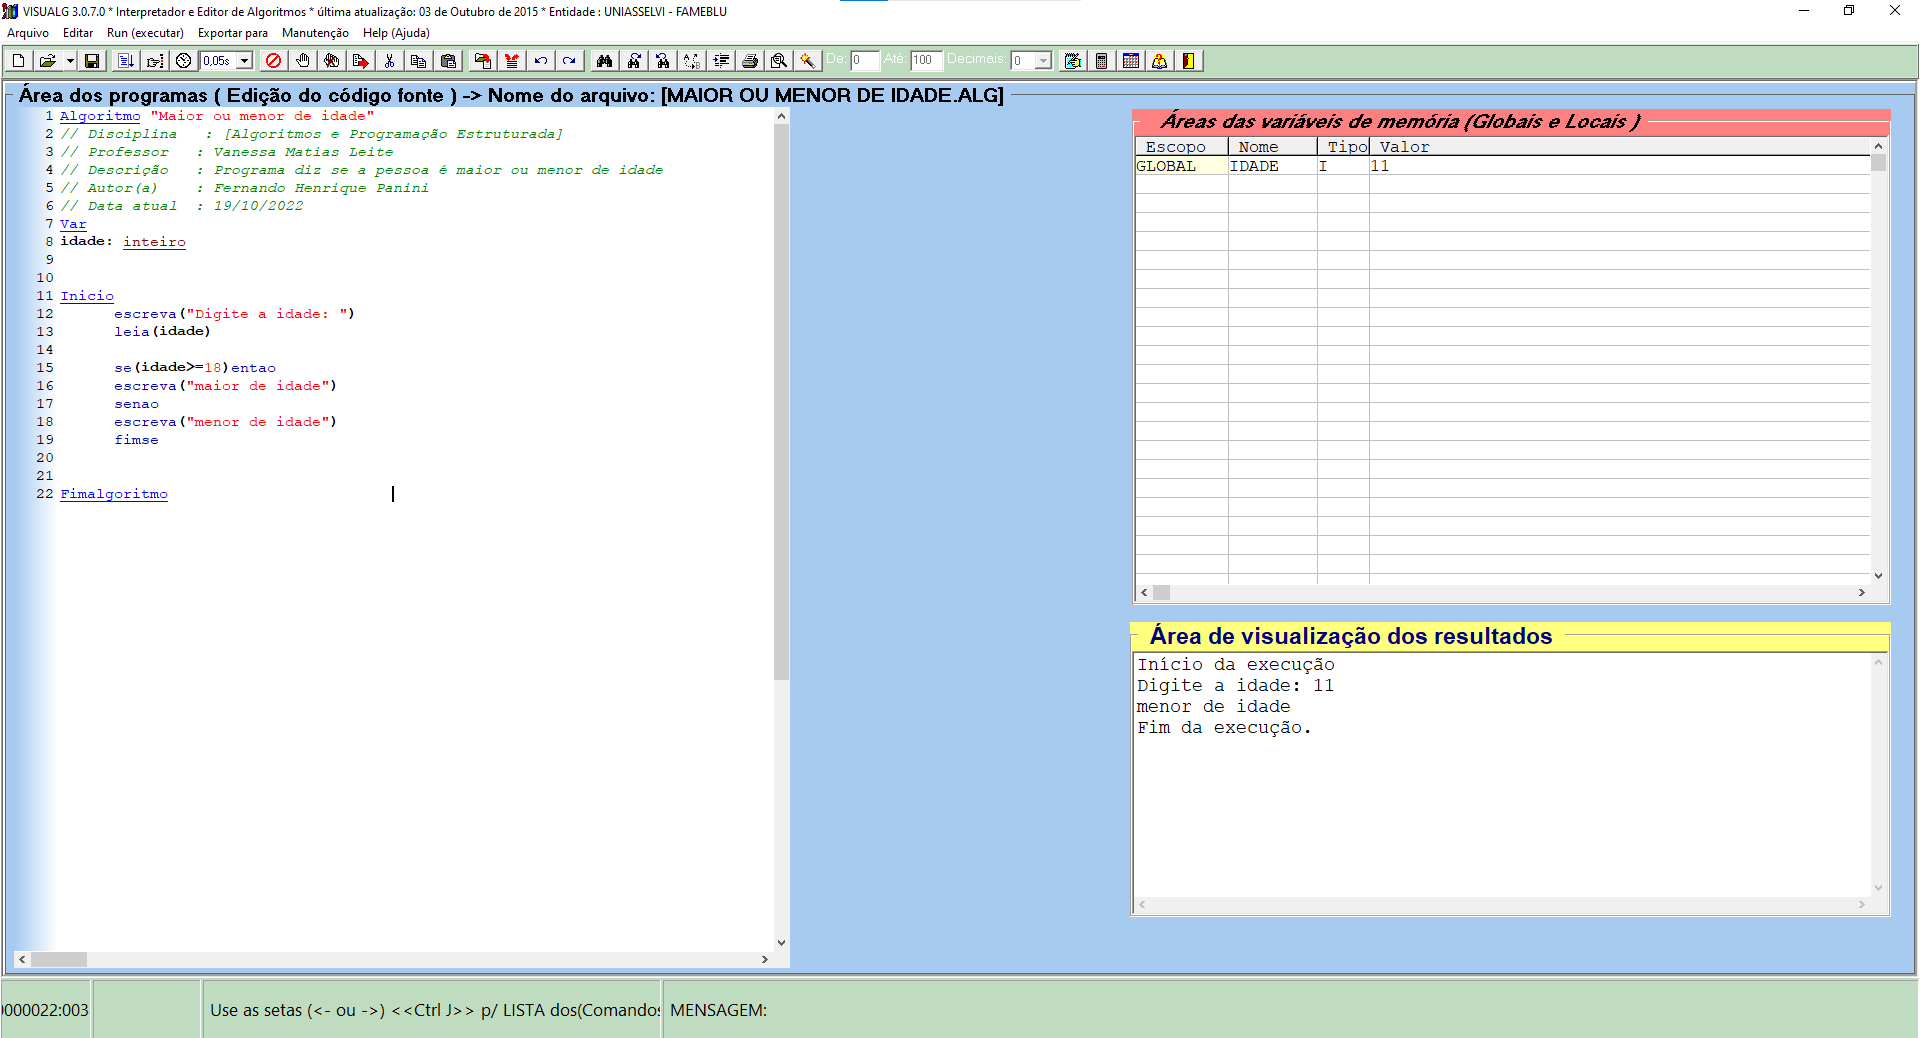 VISUALG 3.0.7.0 * Interpretador e Editor de Algoritmos * última atualização: 03 de Outubro de 2015 * Entidade : UNIASSELVI - FAMEBLU
Arquivo Editar Run (executar) Exportar para Manutenção Help (Ajuda)
0,05s De: 0 Até: 100 Decimais: 0
Área dos programas ( Edição do código fonte ) -> Nome do arquivo: [MAIOR OU MENOR DE IDADE.ALG]
1 Algoritmo "Maior ou menor de idade"
2 // Disciplina : [Algoritmos e Programação Estruturada]
3 // Professor : Vanessa Matias Leite
4 // Descrição : Programa diz se a pessoa é maior ou menor de idade
5 // Autor(a) : Fernando Henrique Panini
6 // Data atual : 19/10/2022
7 Var
8 idade: inteiro
9
10
11 Inicio
12 escreva("Digite a idade: ")
13 leia(idade)
14
15 se(idade>=18)entao
16 escreva("maior de idade")
17 senao
18 escreva("menor de idade")
19 fimse
20
21
22 Fimalgoritmo
Áreas das variáveis de memória (Globais e Locais )
Escopo Nome Tipo Valor
GLOBAL IDADE I 11
Área de visualização dos resultados
Início da execução
Digite a idade: 11
menor de idade
Fim da execução.
0000022:003 Use as setas (<- ou ->) <<Ctrl J>> p/ LISTA dos(Comandos MENSAGEM: